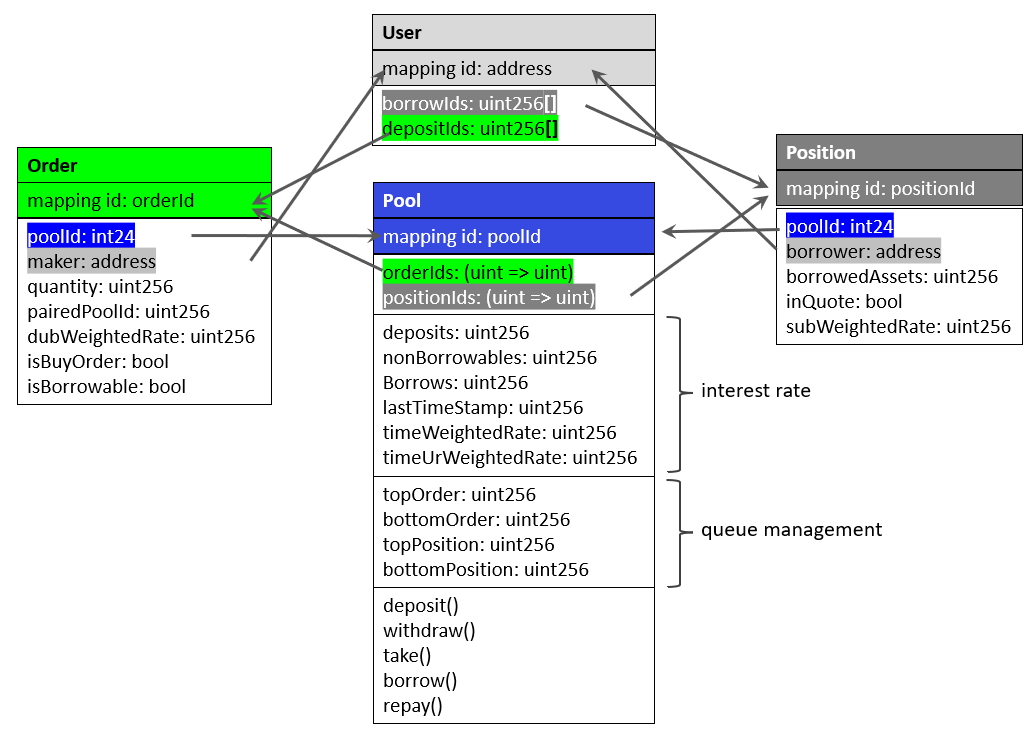 User
mapping id: address
borrowIds: uint256[]
depositIds: uint256[]
Order
mapping id: orderId
poolId: int24
maker: address
quantity: uint256
pairedPoolId: uint256
dubWeightedRate: uint256
isBuyOrder: bool
isBorrowable: bool
Pool
mapping id: poolId
orderIds: (uint => uint)
positionIds: (uint => uint)
deposits: uint256
nonBorrowables: uint256
Borrows: uint256
lastTimeStamp: uint256
timeWeightedRate: uint256
timeUrWeightedRate: uint256
interest rate
topOrder: uint256
bottomOrder: uint256
topPosition: uint256
bottomPosition: uint256
queue management
deposit()
withdraw()
take()
borrow()
repay()
Position
mapping id: positionId
poolId: int24
borrower: address
borrowedAssets: uint256
inQuote: bool
subWeightedRate: uint256